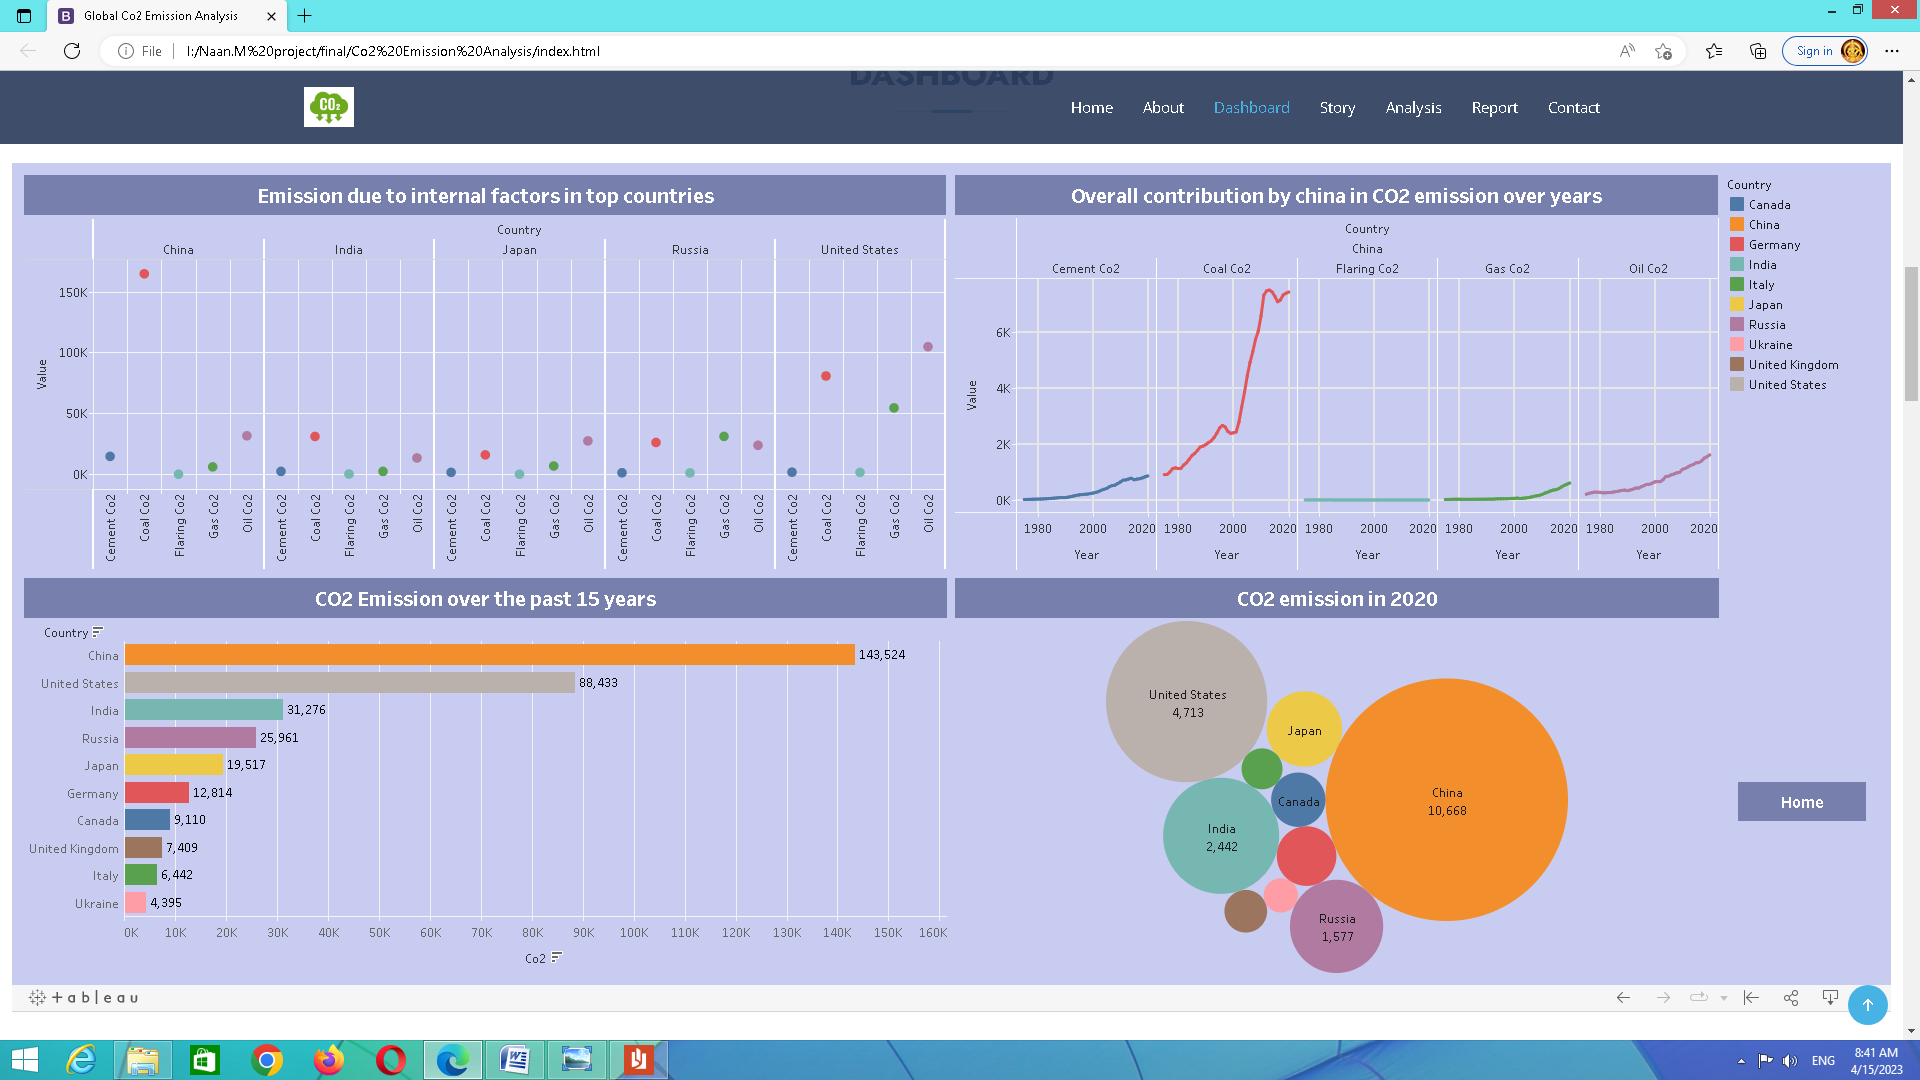 Global Co2 Emission Analysis
File
I:/Naan.M%20project/final/Co2%20Emission%20Analysis/index.html
Sign in
DASHBOARD
CO2
Home About Dashboard Story Analysis Report Contact
Emission due to internal factors in top countries
Country
China India Japan Russia United States
150K
100K
50K
0K
Value
Cement Co2 Coal Co2 Flaring Co2 Gas Co2 Oil Co2 Cement Co2 Coal Co2 Flaring Co2 Gas Co2 Oil Co2 Cement Co2 Coal Co2 Flaring Co2 Gas Co2 Oil Co2 Cement Co2 Coal Co2 Flaring Co2 Gas Co2 Oil Co2 Cement Co2 Coal Co2 Flaring Co2 Gas Co2 Oil Co2
Overall contribution by china in CO2 emission over years
Country
China
Cement Co2 Coal Co2 Flaring Co2 Gas Co2 Oil Co2
6K
4K
2K
0K
Value
1980 2000 2020 1980 2000 2020 1980 2000 2020 1980 2000 2020 1980 2000 2020
Year Year Year Year Year
Country
Canada
China
Germany
India
Italy
Japan
Russia
Ukraine
United Kingdom
United States
CO2 Emission over the past 15 years
Country
China 143,524
United States 88,433
India 31,276
Russia 25,961
Japan 19,517
Germany 12,814
Canada 9,110
United Kingdom 7,409
Italy 6,442
Ukraine 4,395
0K 10K 20K 30K 40K 50K 60K 70K 80K 90K 100K 110K 120K 130K 140K 150K 160K
Co2
CO2 emission in 2020
United States
4,713
Japan
Canada
China
10,668
India
2,442
Russia
1,577
Home
+ableau
ENG
8:41 AM
4/15/2023